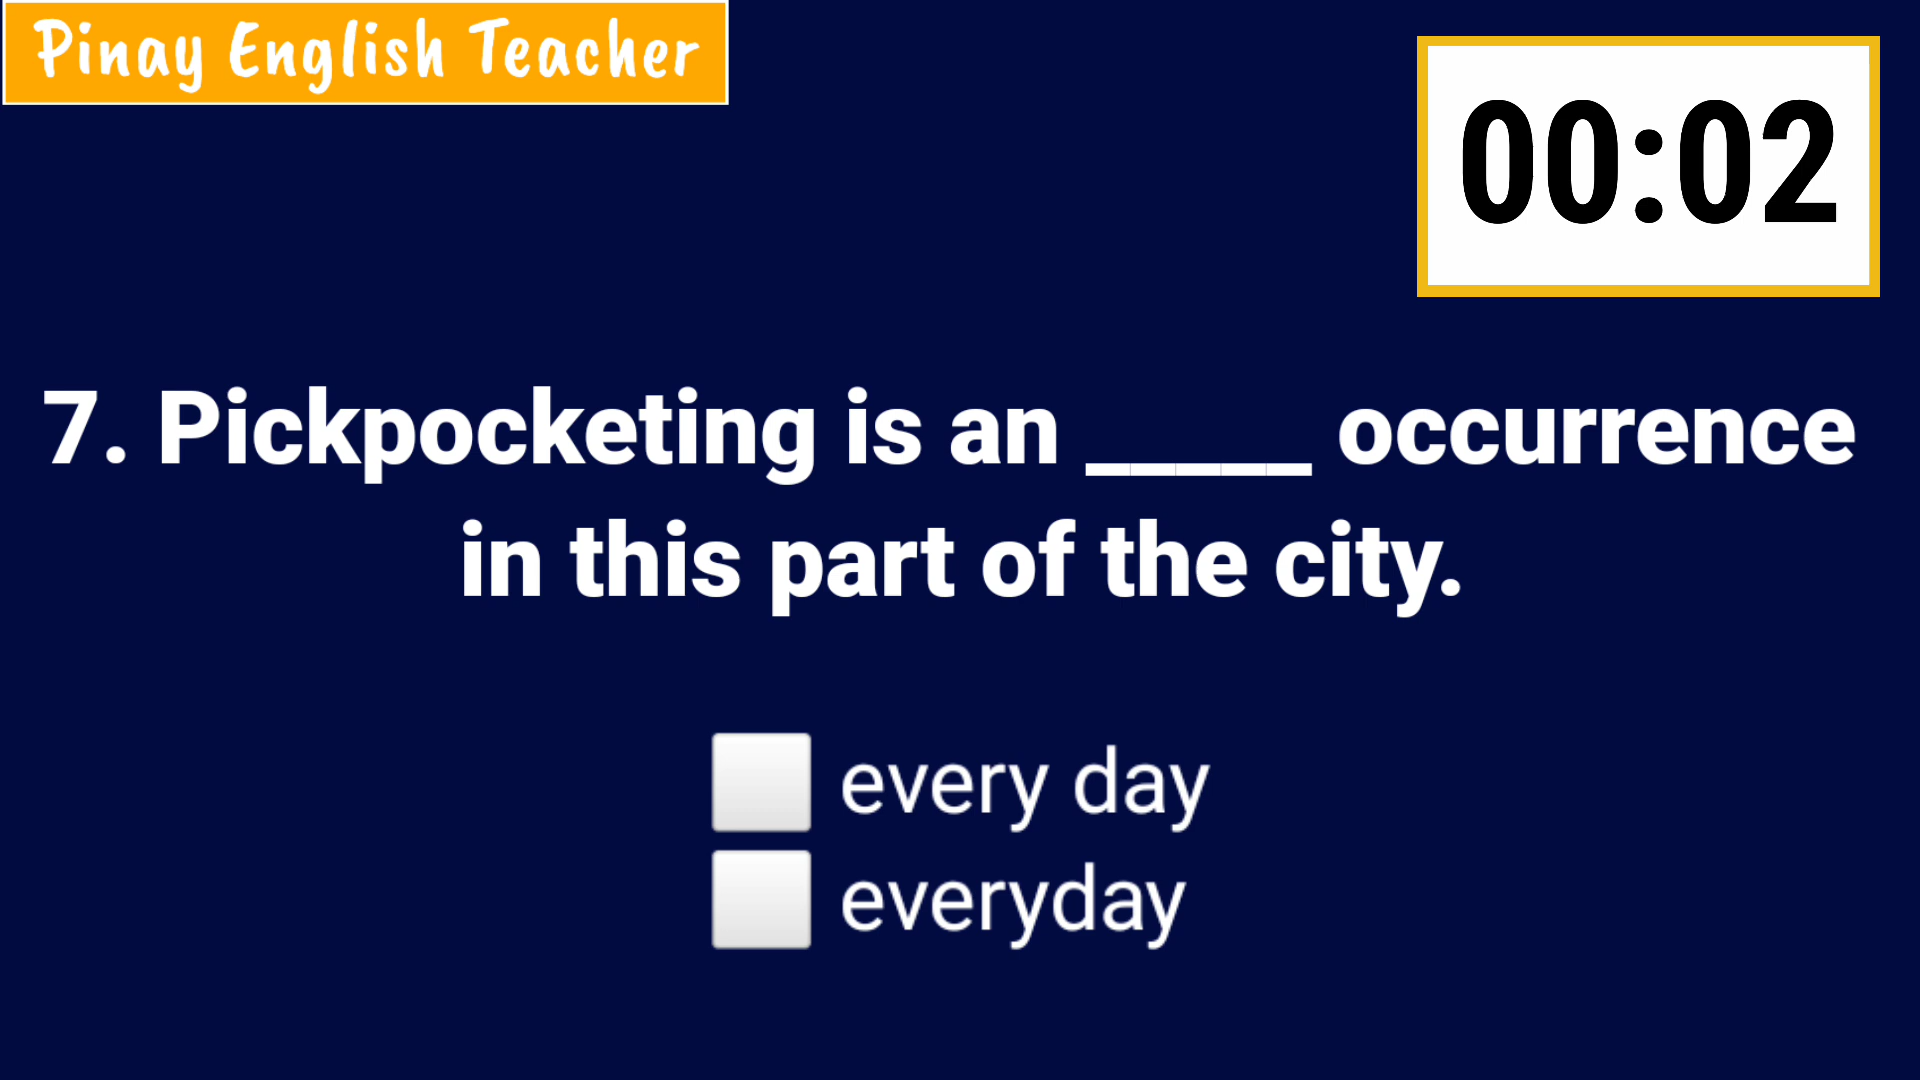 Pinay English Teacher
00:02
7. Pickpocketing is an _____ occurrence
in this part of the city.
every day
everyday